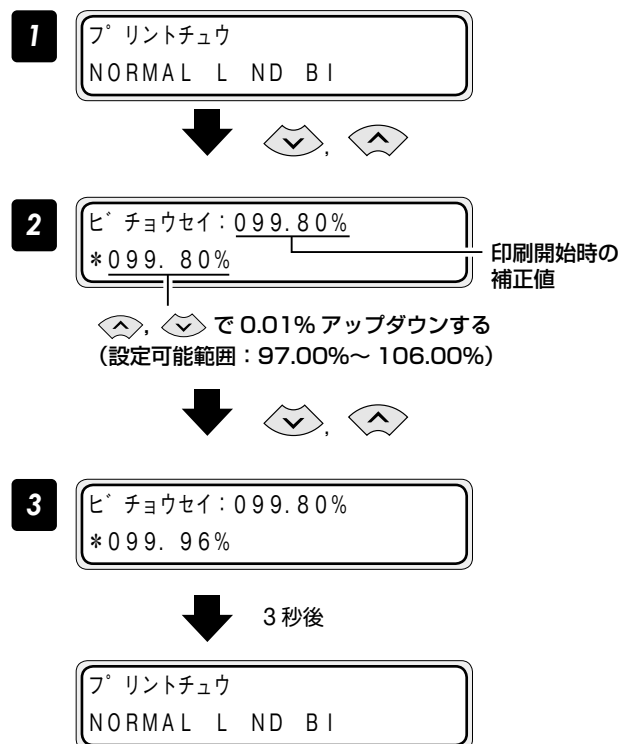 1
プリントチュウ
NORMAL L ND BI
,
2
ビチョウセイ:099.80%
*099.80%
印刷開始時の
補正値
, で 0.01% アップダウンする
（設定可能範囲：97.00%～ 106.00%）
,
3
ビチョウセイ:099.80%
*099.96%
3 秒後
プリントチュウ
NORMAL L ND BI